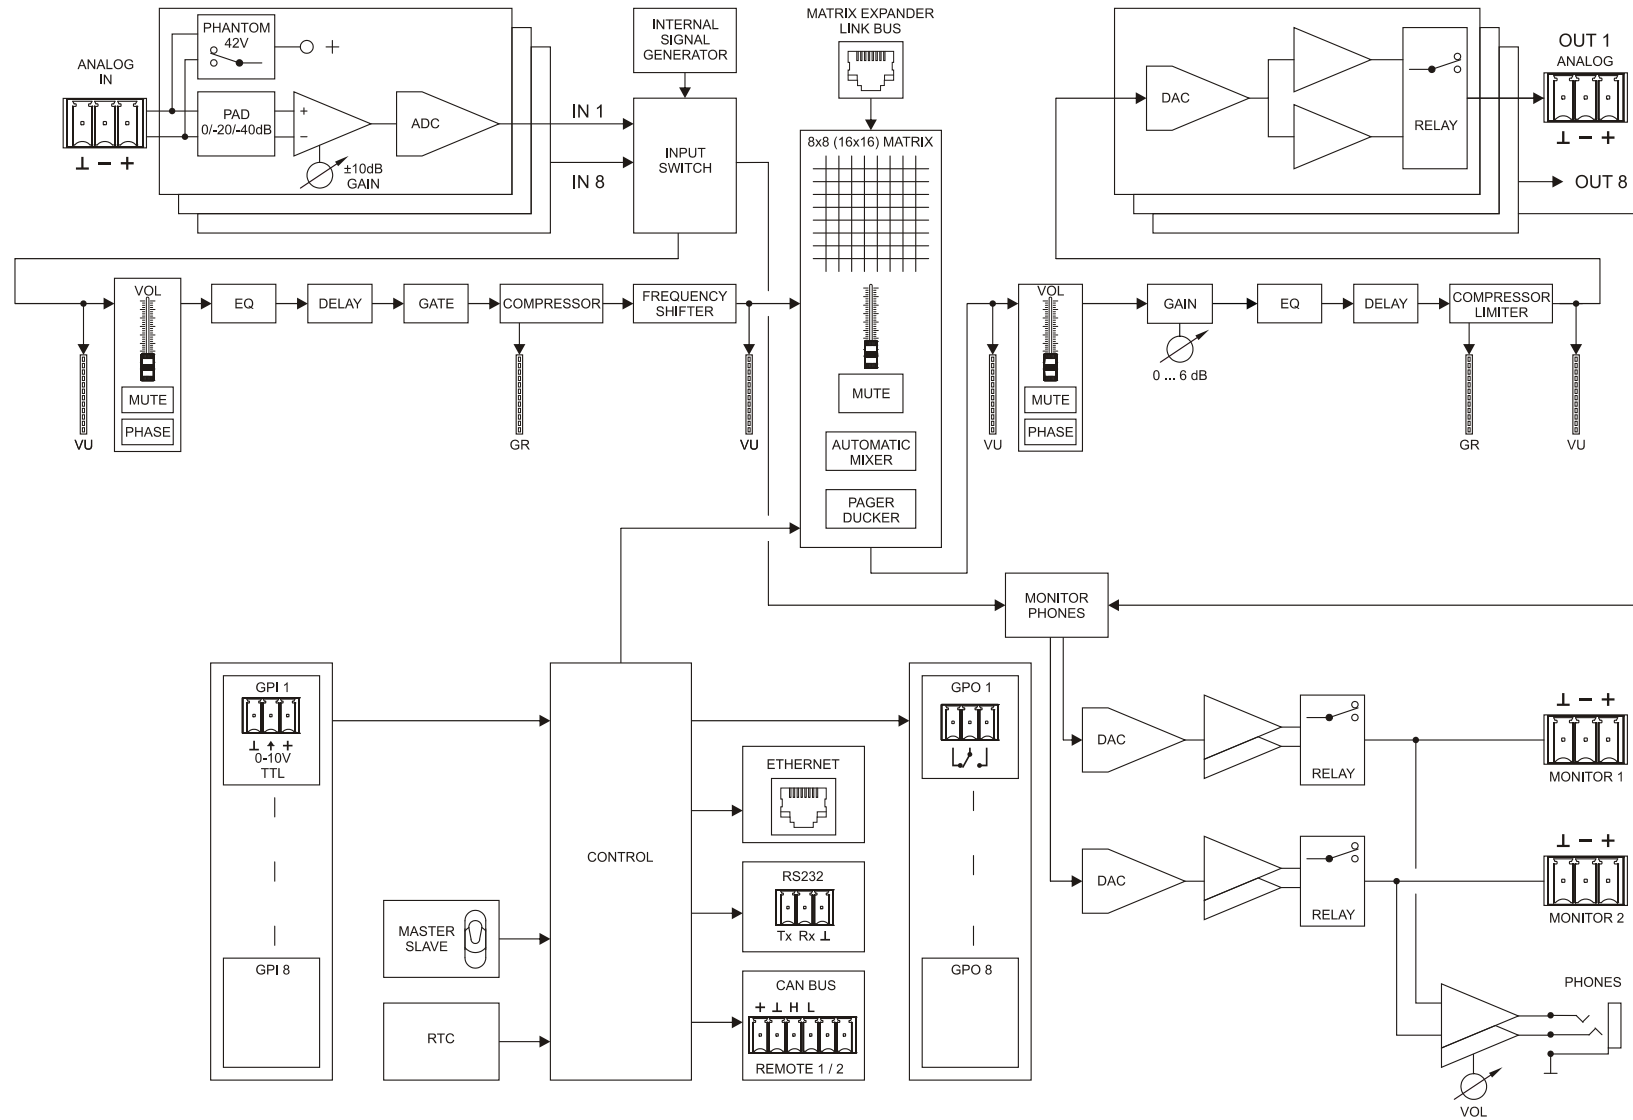 PHANTOM
42V
+
ANALOG
IN
⊥ − +
PAD
0/-20/-40dB
+
−
±10dB
GAIN
ADC
IN 1
IN 8
INTERNAL
SIGNAL
GENERATOR
INPUT
SWITCH
MATRIX EXPANDER
LINK BUS
8x8 (16x16) MATRIX
MUTE
AUTOMATIC
MIXER
PAGER
DUCKER
DAC
RELAY
OUT 1
ANALOG
⊥ − +
OUT 8
VU
VOL
MUTE
PHASE
EQ
DELAY
GATE
COMPRESSOR
GR
FREQUENCY
SHIFTER
VU
VU
VOL
MUTE
PHASE
GAIN
0 ... 6 dB
EQ
DELAY
COMPRESSOR
LIMITER
GR
VU
MONITOR
PHONES
GPI 1
⊥ ↑ +
0-10V
TTL
GPI 8
MASTER
SLAVE
RTC
CONTROL
ETHERNET
RS232
Tx Rx ⊥
CAN BUS
+ ⊥ H L
REMOTE 1 / 2
GPO 1
GPO 8
DAC
RELAY
⊥ − +
MONITOR 1
DAC
RELAY
⊥ − +
MONITOR 2
PHONES
VOL